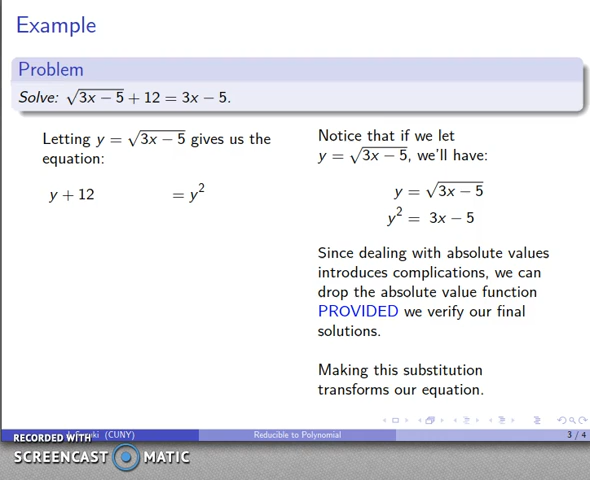 Example
Problem
Solve: √3x − 5 + 12 = 3x − 5.
Letting y = √3x − 5 gives us the
equation:
y + 12 = y²
Notice that if we let
y = √3x − 5, we'll have:
y = √3x − 5
y² = 3x − 5
Since dealing with absolute values
introduces complications, we can
drop the absolute value function
PROVIDED we verify our final
solutions.
Making this substitution
transforms our equation.
(CUNY) Reducible to Polynomial 3 / 4
RECORDED WITH
SCREENCAST MATIC